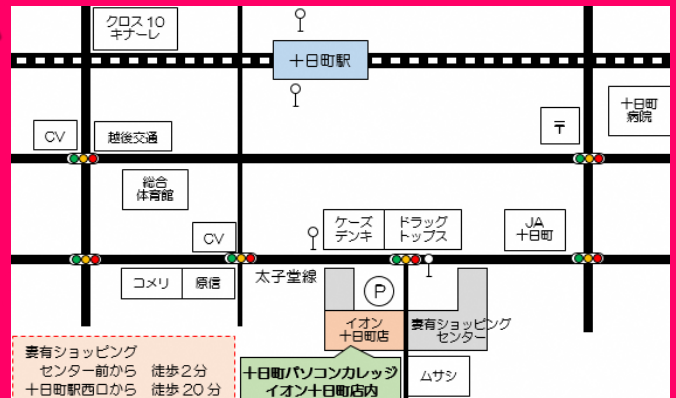 クロス10
キナーレ
十日町駅
十日町
病院
〒
CV
越後交通
総合
体育館
CV
ケーズ
デンキ
ドラッグ
トップス
JA
十日町
コメリ
原信
太子堂線
P
イオン
十日町店
妻有ショッピング
センター
妻有ショッピング
センター前から 徒歩2分
十日町駅西口から 徒歩20分
十日町パソコンカレッジ
イオン十日町店内
ムサシ